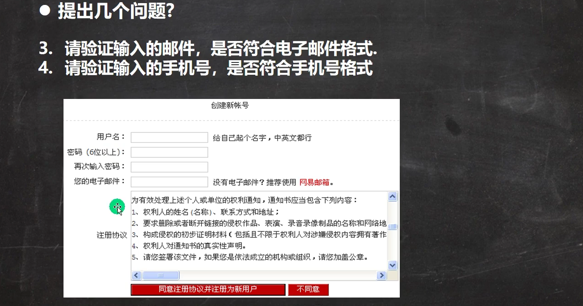 ● 提出几个问题?
3. 请验证输入的邮件，是否符合电子邮件格式.
4. 请验证输入的手机号，是否符合手机号格式
创建新帐号
用户名： 给自己起个名字，中英文都行
密码（6位以上）：
再次输入密码：
您的电子邮件： 没有电子邮件？推荐使用 网易邮箱。
注册协议
为有效处理上述个人或单位的权利通知，通知书应当包含下列内容：
1、权利人的姓名(名称)、联系方式和地址；
2、要求删除或者断开链接的侵权作品、表演、录音录像制品的名称和网络地
3、构成侵权的初步证明材料（包括且不限于权利人对涉嫌侵权内容拥有著作
4、权利人对通知书的真实性声明。
5、请您签署该文件，如果您是依法成立的机构或组织，请您加盖公章。
同意注册协议并注册为新用户 不同意